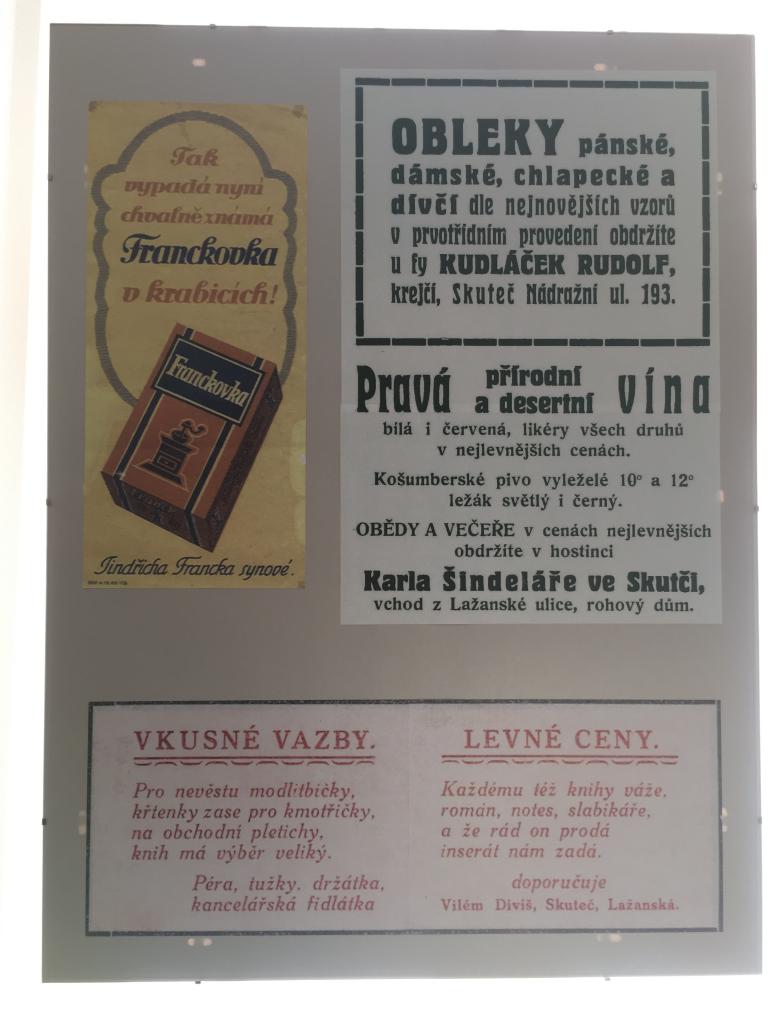 Tak
vypadá nyní
chvalně známá
Franckovka
v krabicích!
Franckovka
Jindřicha Francka synové.
OBLEKY pánské,
dámské, chlapecké a
dívčí dle nejnovějších vzorů
v prvotřídním provedení obdržíte
u fy KUDLÁČEK RUDOLF,
krejčí, Skuteč Nádražní ul. 193.
Pravá přírodní a desertní vína
bílá i červená, likéry všech druhů
v nejlevnějších cenách.
Košumberské pivo vyleželé 10° a 12°
ležák světlý i černý.
OBĚDY A VEČEŘE v cenách nejlevnějších
obdržíte v hostinci
Karla Šindeláře ve Skutči,
vchod z Lažanské ulice, rohový dům.
VKUSNÉ VAZBY.
Pro nevěstu modlitbičky,
křtenky zase pro kmotřičky,
na obchodní pletichy,
knih má výběr veliký.
Péra, tužky. držátka,
kancelářská fidlátka
LEVNÉ CENY.
Každému též knihy váže.
román, notes, slabikáře,
a že rád on prodá
inserát nám zadá.
doporučuje
Vilém Diviš, Skuteč, Lažanská.